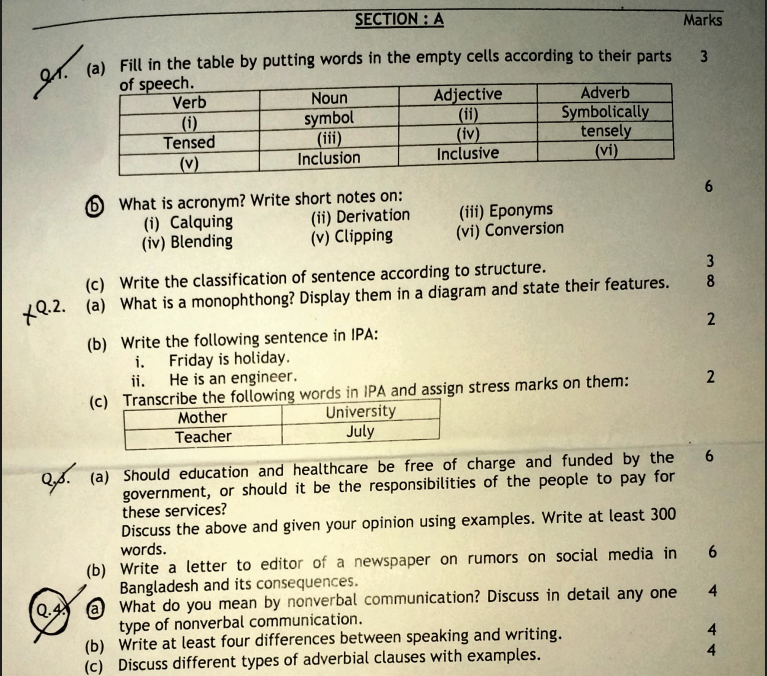 SECTION : A Marks
Q.1. (a) Fill in the table by putting words in the empty cells according to their parts 3
of speech.
Verb Noun Adjective Adverb
(i) symbol (ii) Symbolically
Tensed (iii) (iv) tensely
(v) Inclusion Inclusive (vi)
(b) What is acronym? Write short notes on: 6
(i) Calquing (ii) Derivation (iii) Eponyms
(iv) Blending (v) Clipping (vi) Conversion
(c) Write the classification of sentence according to structure. 3
Q.2. (a) What is a monophthong? Display them in a diagram and state their features. 8
(b) Write the following sentence in IPA: 2
i. Friday is holiday.
ii. He is an engineer.
(c) Transcribe the following words in IPA and assign stress marks on them: 2
Mother University
Teacher July
Q.3. (a) Should education and healthcare be free of charge and funded by the 6
government, or should it be the responsibilities of the people to pay for
these services?
Discuss the above and given your opinion using examples. Write at least 300
words.
(b) Write a letter to editor of a newspaper on rumors on social media in 6
Bangladesh and its consequences.
Q.4. (a) What do you mean by nonverbal communication? Discuss in detail any one 4
type of nonverbal communication.
(b) Write at least four differences between speaking and writing. 4
(c) Discuss different types of adverbial clauses with examples. 4